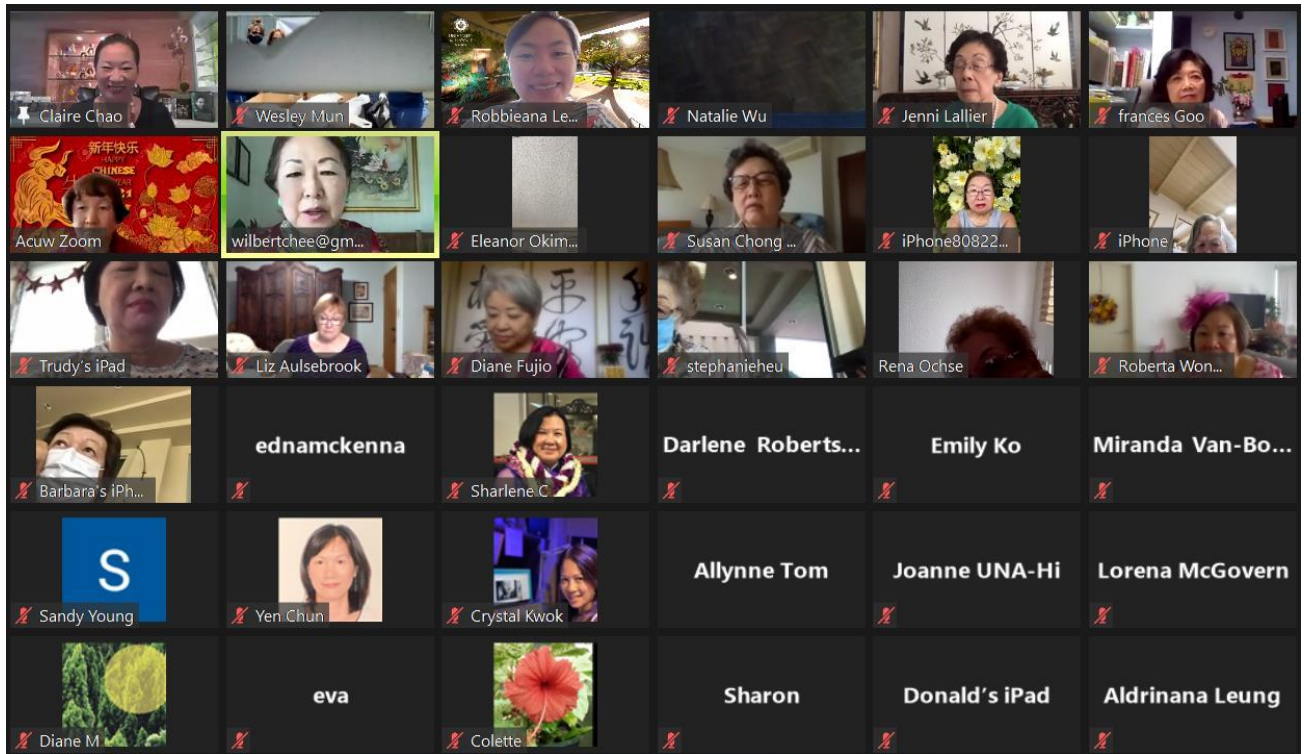 Claire Chao
Wesley Mun
Robbieana Le...
Natalie Wu
Jenni Lallier
frances Goo
新年快乐
HAPPY
CHINESE
Acuw Zoom
wilbertchee@gm...
Eleanor Okim...
Susan Chong ...
iPhone80822...
iPhone
Trudy's iPad
Liz Aulsebrook
Diane Fujio
stephanieheu
Rena Ochse
Roberta Won...
Barbara's iPh...
ednamckenna
Sharlene C
Darlene Roberts...
Emily Ko
Miranda Van-Bo...
S
Sandy Young
Yen Chun
Crystal Kwok
Allynne Tom
Joanne UNA-Hi
Lorena McGovern
Diane M
eva
Colette
Sharon
Donald's iPad
Aldrinana Leung